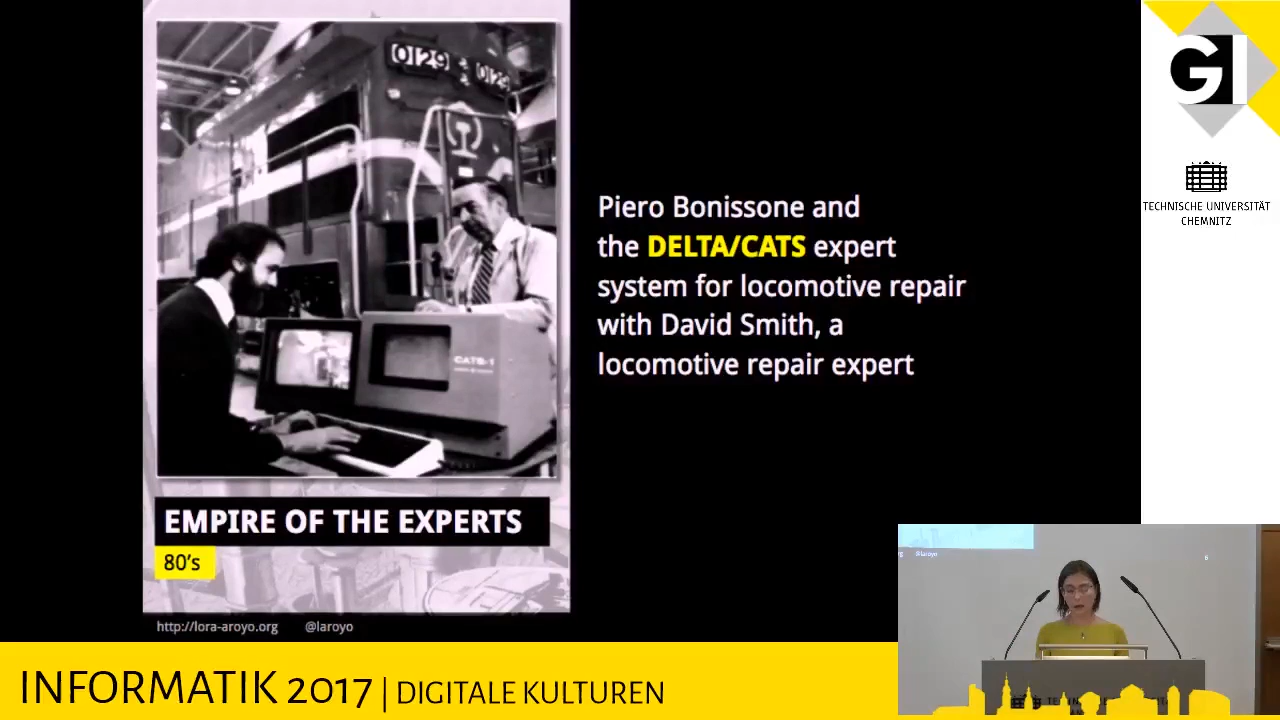 0129
0129
CATS-1
Piero Bonissone and
the DELTA/CATS expert
system for locomotive repair
with David Smith, a
locomotive repair expert
EMPIRE OF THE EXPERTS
80's
http://lora-aroyo.org @laroyo
GI
TECHNISCHE UNIVERSITÄT
CHEMNITZ
@laroyo
INFORMATIK 2017 | DIGITALE KULTUREN